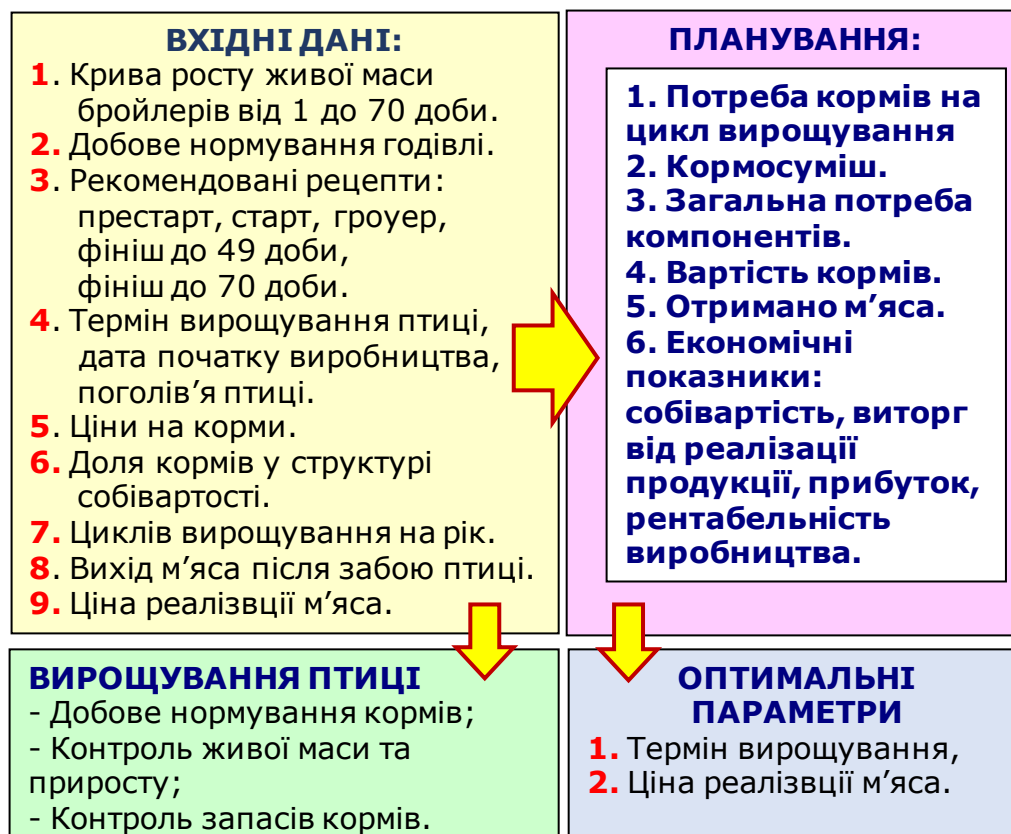 ВХІДНІ ДАНІ:
1. Крива росту живої маси
бройлерів від 1 до 70 доби.
2. Добове нормування годівлі.
3. Рекомендовані рецепти:
престарт, старт, гроуер,
фініш до 49 доби,
фініш до 70 доби.
4. Термін вирощування птиці,
дата початку виробництва,
поголів’я птиці.
5. Ціни на корми.
6. Доля кормів у структурі
собівартості.
7. Циклів вирощування на рік.
8. Вихід м’яса після забою птиці.
9. Ціна реалізвції м’яса.
ПЛАНУВАННЯ:
1. Потреба кормів на
цикл вирощування
2. Кормосуміш.
3. Загальна потреба
компонентів.
4. Вартість кормів.
5. Отримано м’яса.
6. Економічні
показники:
собівартість, виторг
від реалізації
продукції, прибуток,
рентабельність
виробництва.
ВИРОЩУВАННЯ ПТИЦІ
- Добове нормування кормів;
- Контроль живої маси та
приросту;
- Контроль запасів кормів.
ОПТИМАЛЬНІ
ПАРАМЕТРИ
1. Термін вирощування,
2. Ціна реалізвції м’яса.